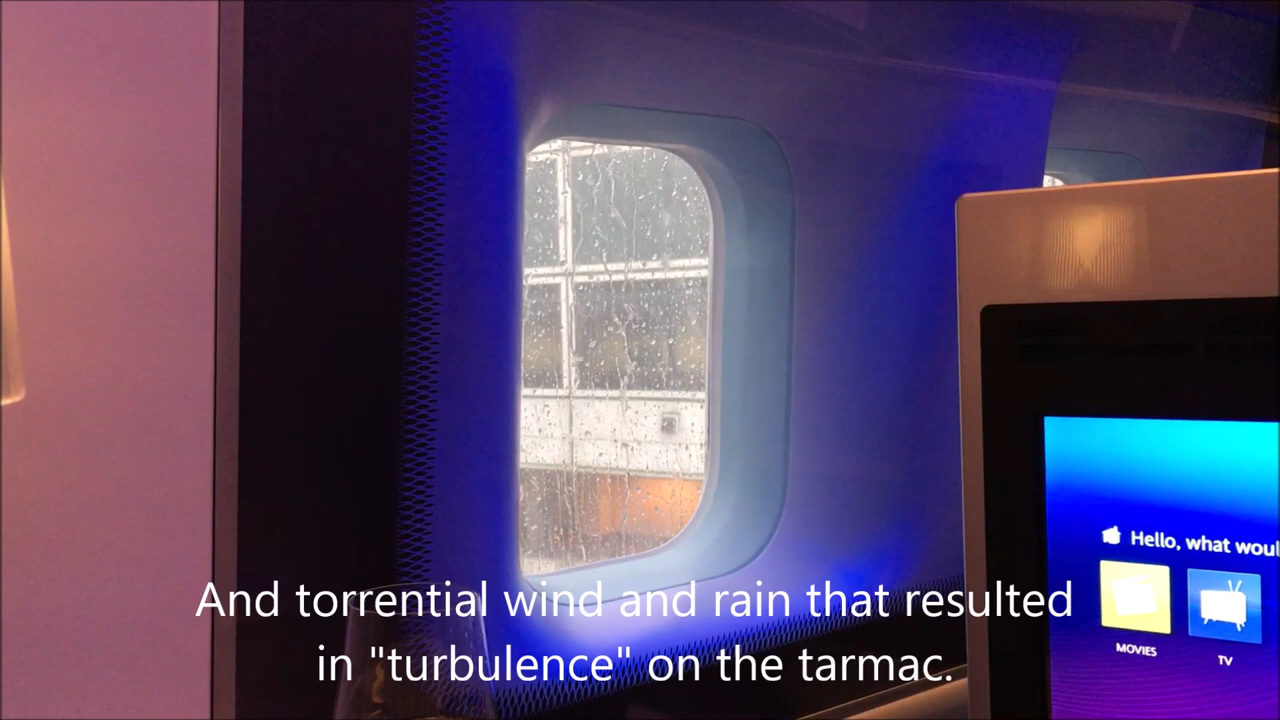 Hello, what woul
MOVIES
TV
And torrential wind and rain that resulted
in "turbulence" on the tarmac.